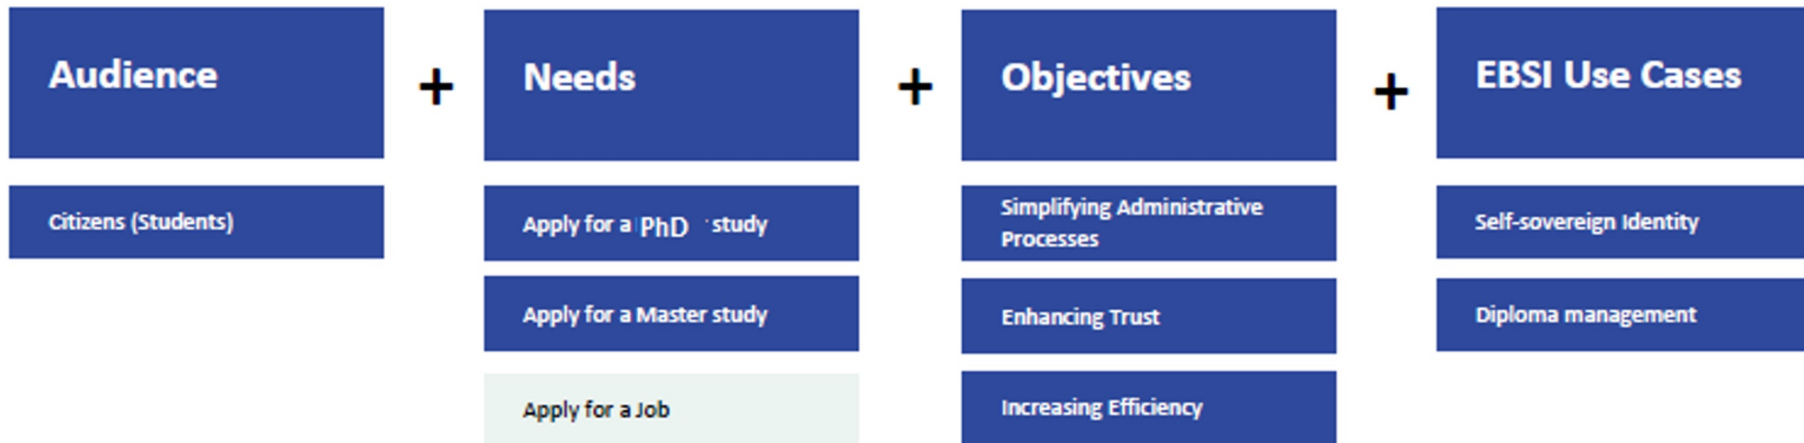 Audience
+
Needs
+
Objectives
+
EBSI Use Cases
Citizens (Students)
Apply for a PhD study
Apply for a Master study
Apply for a Job
Simplifying Administrative
Processes
Enhancing Trust
Increasing Efficiency
Self-sovereign Identity
Diploma management